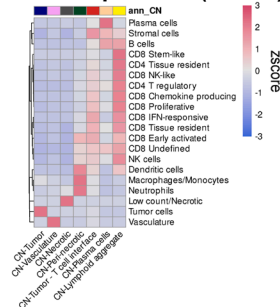 ann_CN
Plasma cells
Stromal cells
B cells
CD8 Stem-like
CD4 Tissue resident
CD8 NK-like
CD4 T regulatory
CD8 Chemokine producing
CD8 Proliferative
CD8 IFN-responsive
CD8 Tissue resident
CD8 Early activated
CD8 Undefined
NK cells
Dendritic cells
Macrophages/Monocytes
Neutrophils
Low count/Necrotic
Tumor cells
Vasculature
3
2
1
0
-1
-2
-3
zscore
CN-Tumor
CN-Vasculature
CN-Necrotic
CN-Peri-necrotic
CN-Tumor - T cell interface
CN-Plasma cells
CN-Lymphoid aggregate